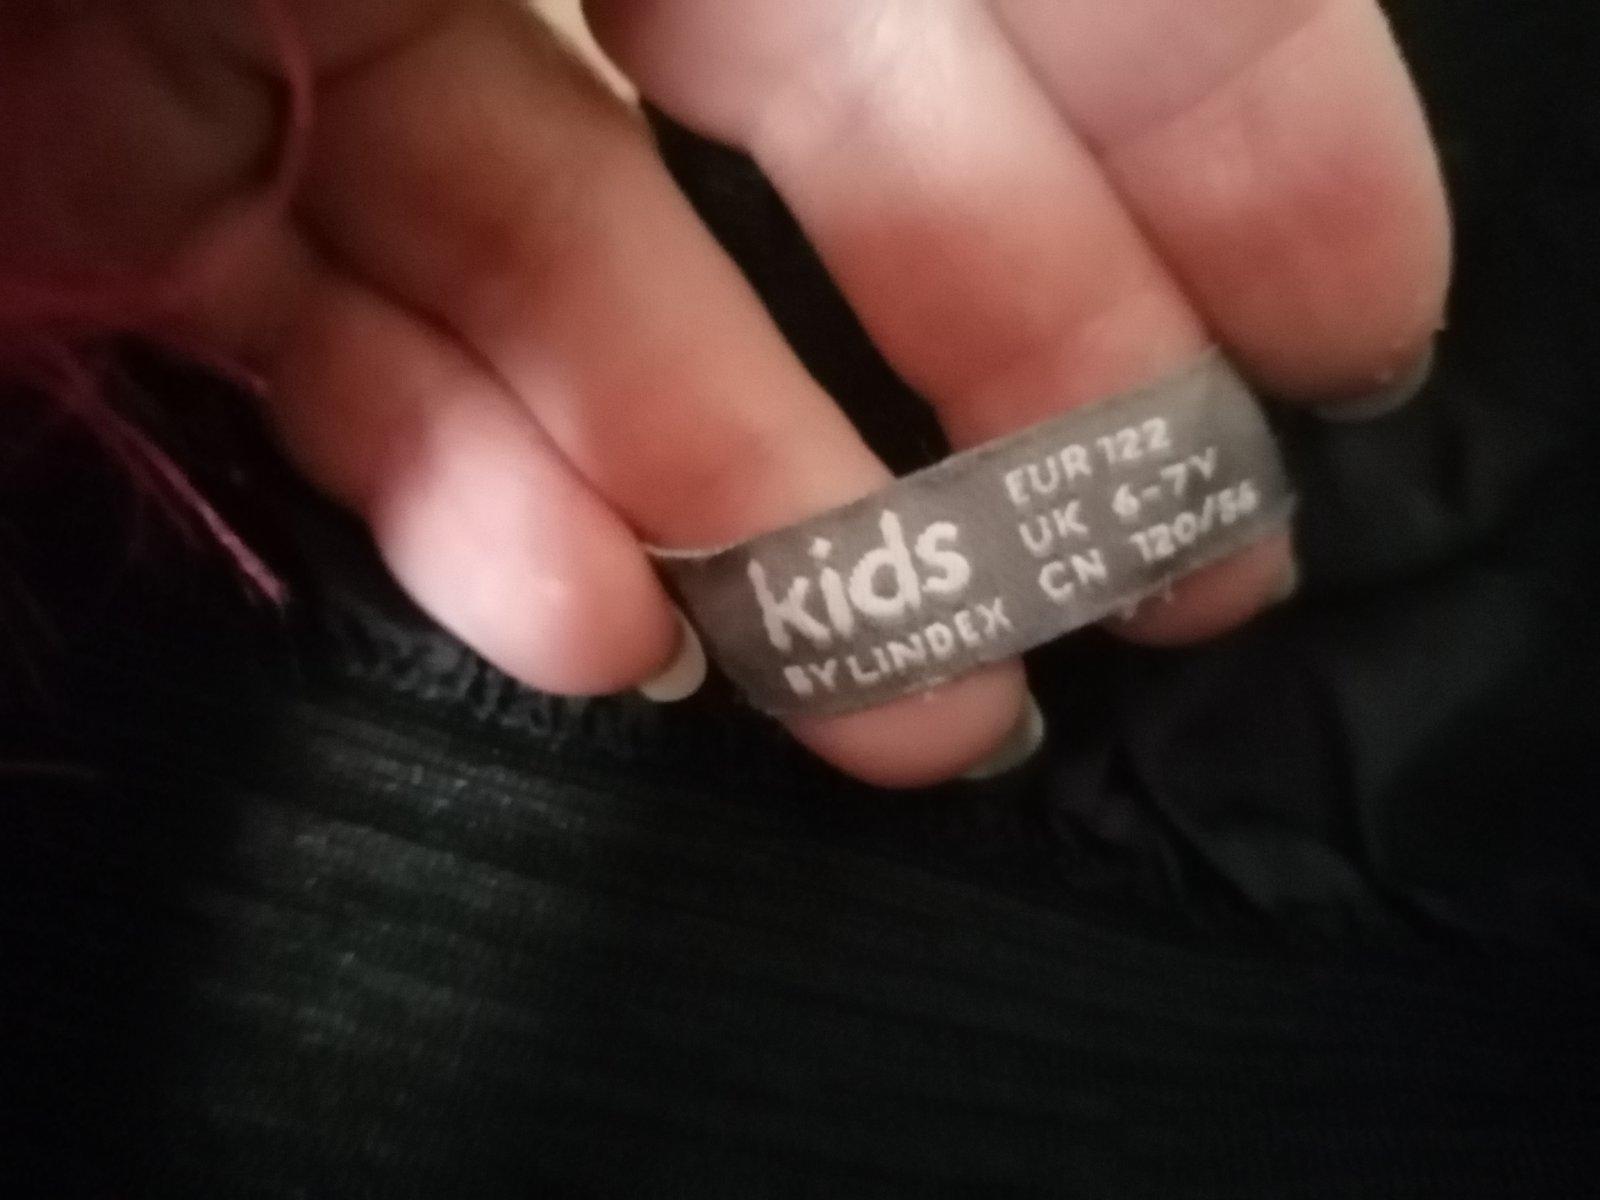 kids
BY LINDEX
EUR 122
UK 6-7Y
CN 120/56